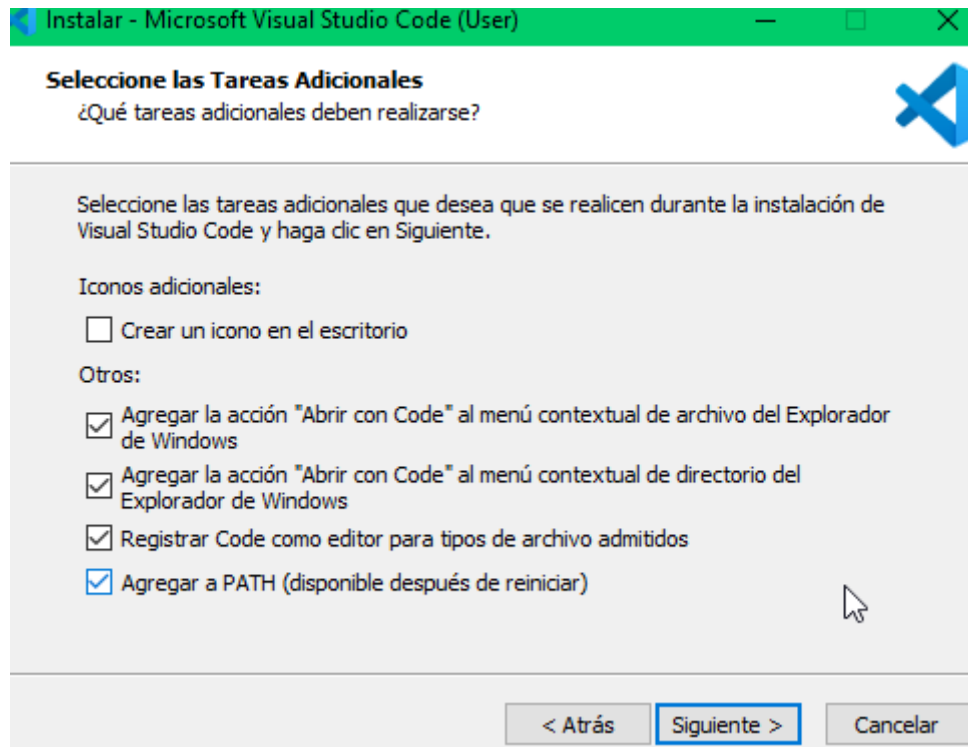 Instalar - Microsoft Visual Studio Code (User)
Seleccione las Tareas Adicionales
¿Qué tareas adicionales deben realizarse?
Seleccione las tareas adicionales que desea que se realicen durante la instalación de
Visual Studio Code y haga clic en Siguiente.
Iconos adicionales:
Crear un icono en el escritorio
Otros:
Agregar la acción "Abrir con Code" al menú contextual de archivo del Explorador
de Windows
Agregar la acción "Abrir con Code" al menú contextual de directorio del
Explorador de Windows
Registrar Code como editor para tipos de archivo admitidos
Agregar a PATH (disponible después de reiniciar)
< Atrás Siguiente > Cancelar